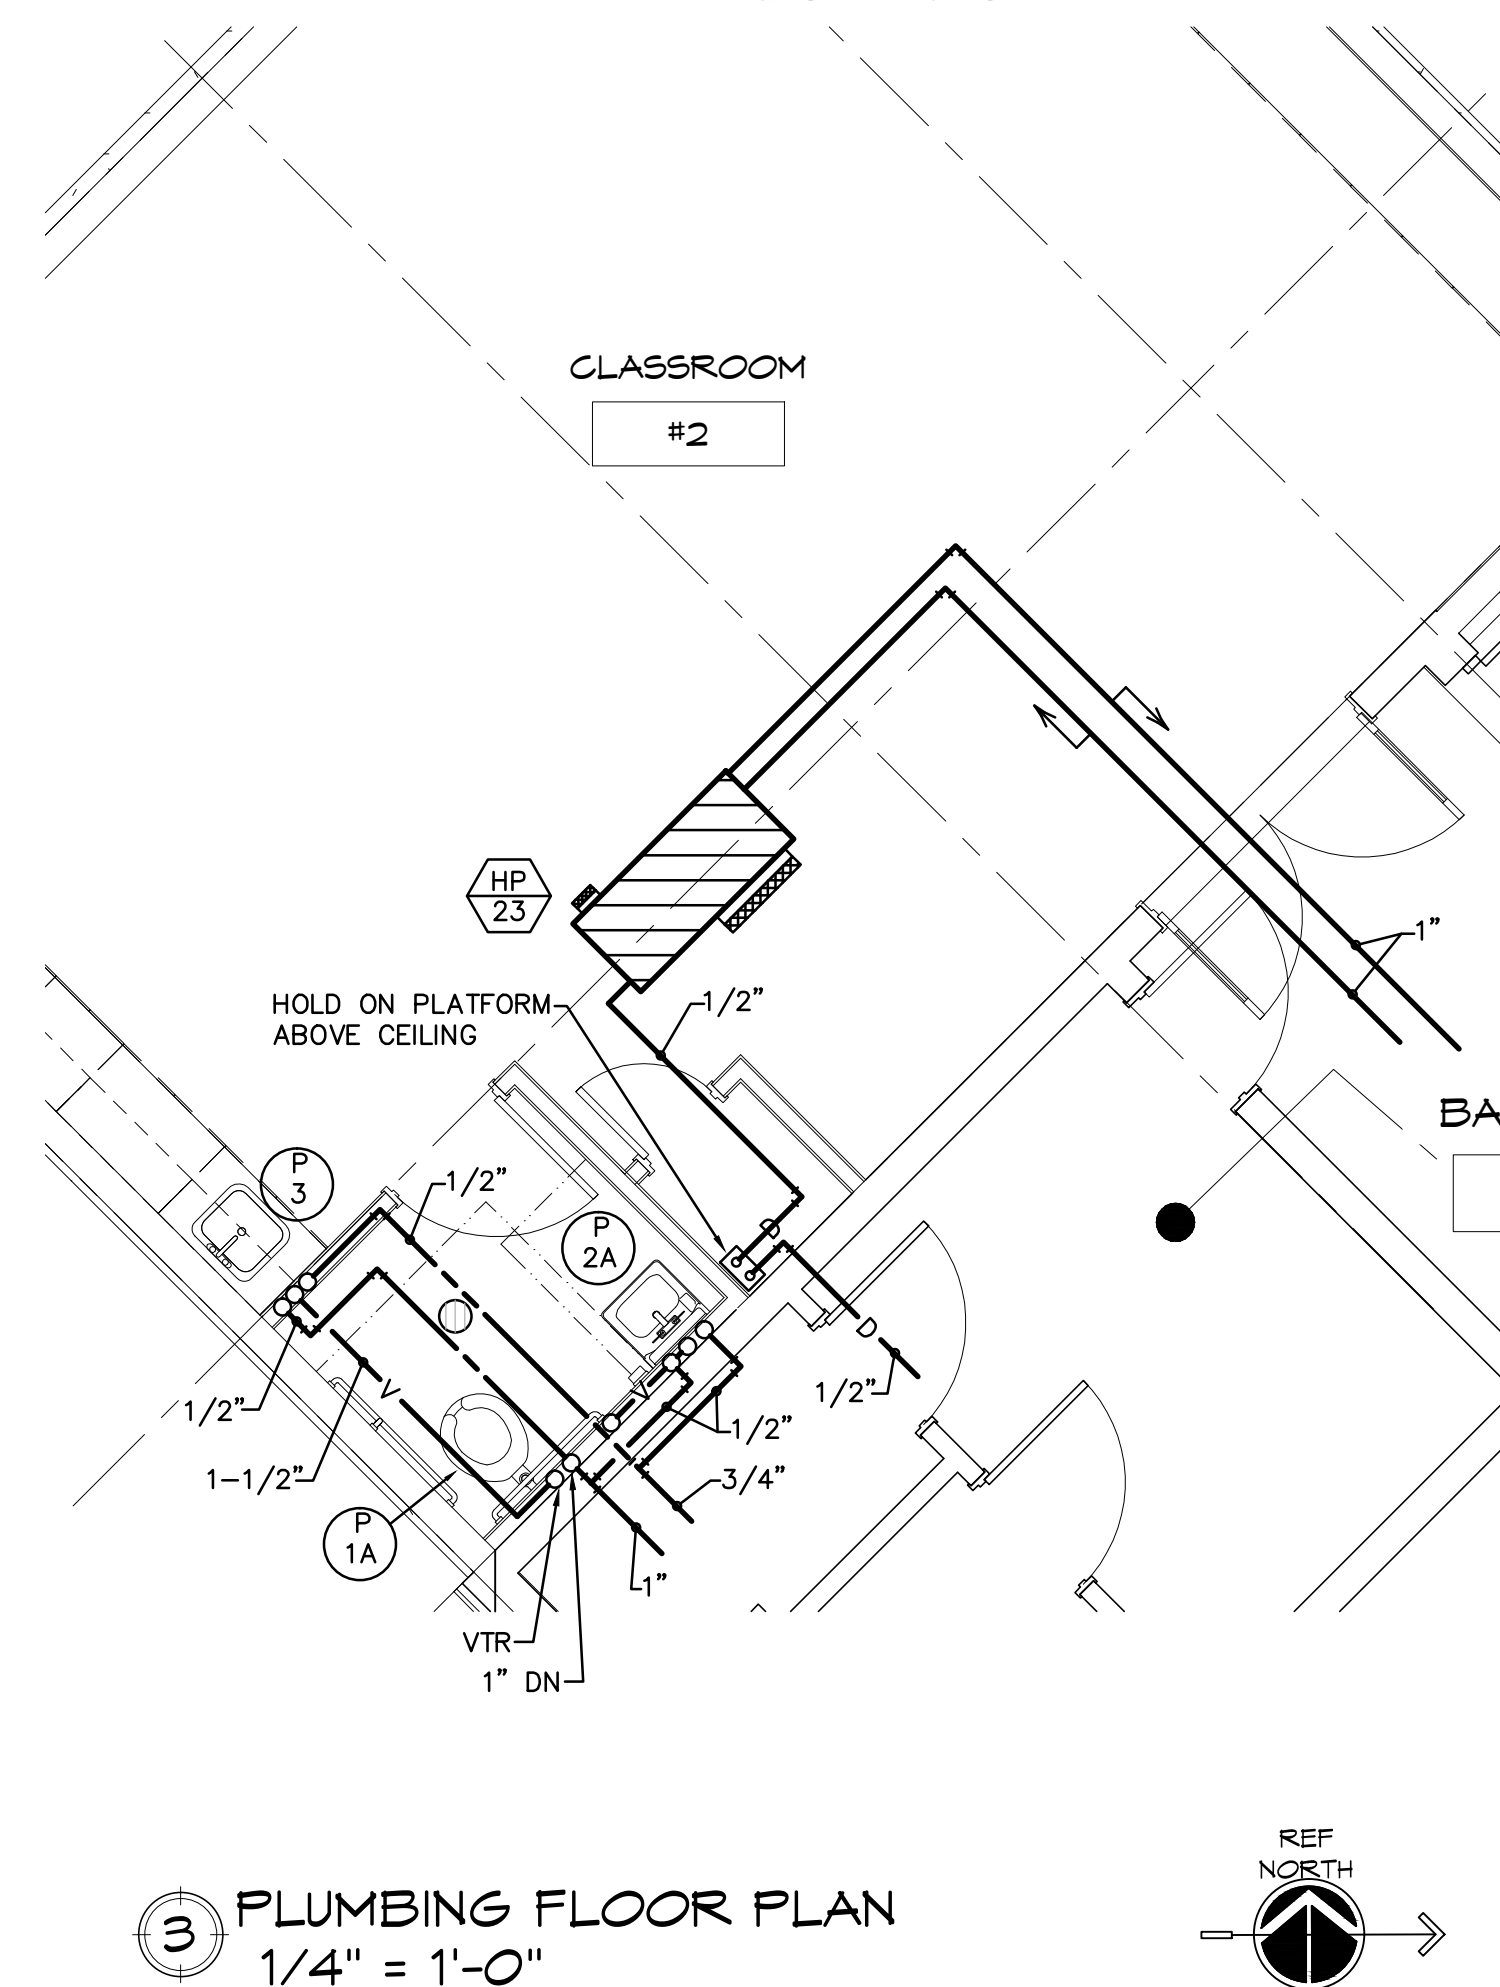 CLASSROOM
#2
HP
23
1"
HOLD ON PLATFORM
ABOVE CEILING
1/2"
BA
P
3
1/2"
P
2A
D
D
1/2"
1/2"
V
V
1/2"
1-1/2"
3/4"
P
1A
1"
VTR
1" DN
REF
NORTH
3
PLUMBING FLOOR PLAN
1/4" = 1'-0"